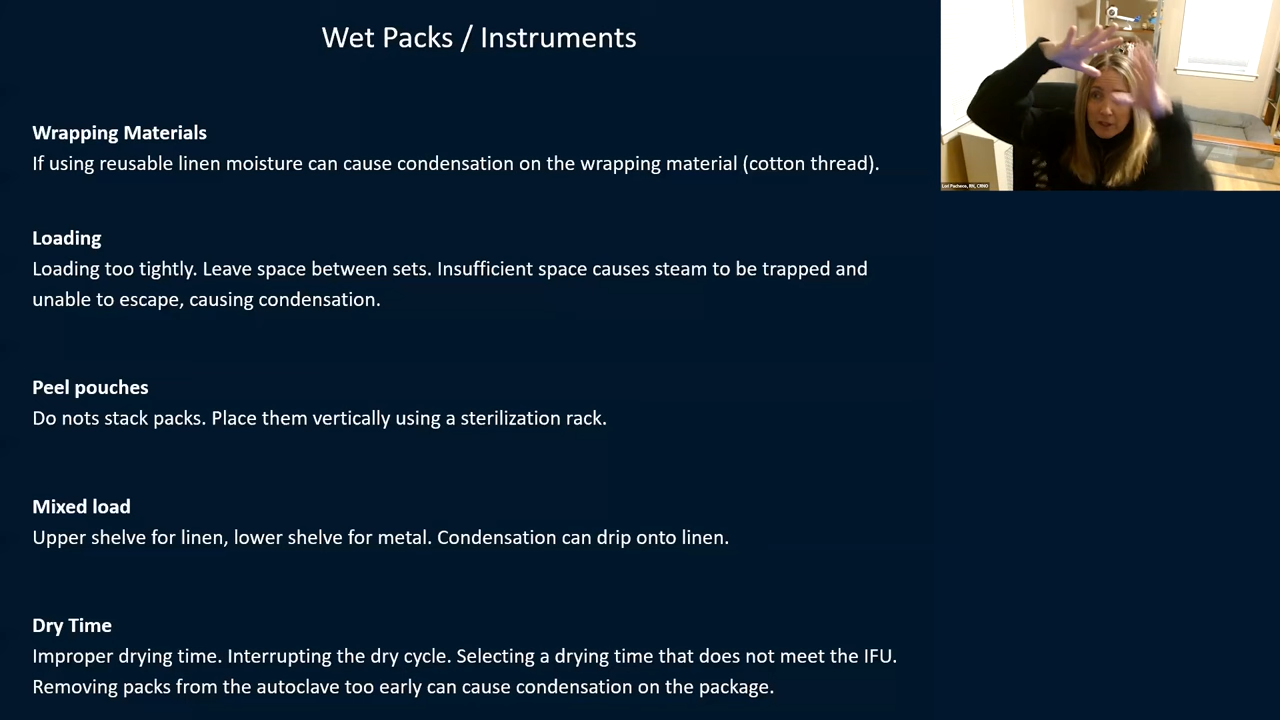 Wet Packs / Instruments
Wrapping Materials
If using reusable linen moisture can cause condensation on the wrapping material (cotton thread).
Loading
Loading too tightly. Leave space between sets. Insufficient space causes steam to be trapped and
unable to escape, causing condensation.
Peel pouches
Do nots stack packs. Place them vertically using a sterilization rack.
Mixed load
Upper shelve for linen, lower shelve for metal. Condensation can drip onto linen.
Dry Time
Improper drying time. Interrupting the dry cycle. Selecting a drying time that does not meet the IFU.
Removing packs from the autoclave too early can cause condensation on the package.
Lori Pacheco, RN, CRNO